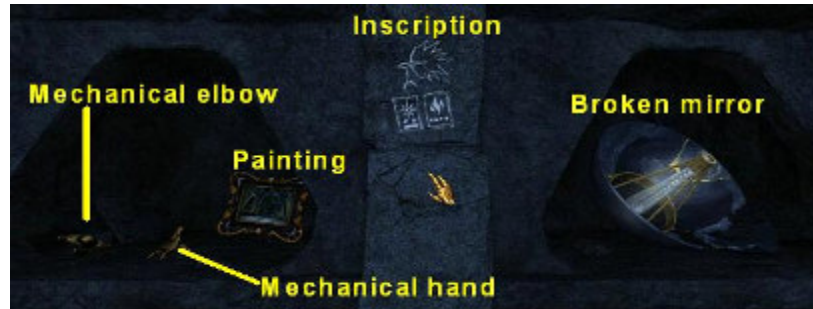 Inscription
Mechanical elbow
Broken mirror
Painting
Mechanical hand